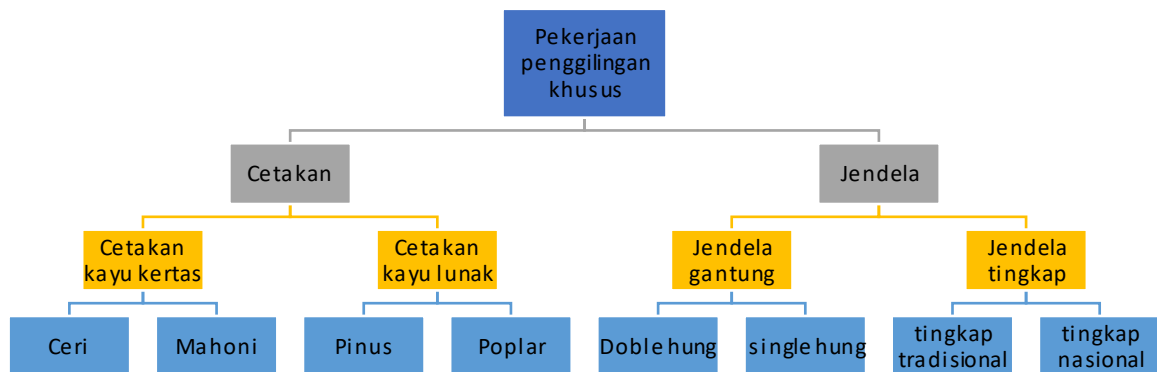 Pekerjaan
penggilingan
khusus
Cetakan
Jendela
Cetakan
kayu kertas
Cetakan
kayu lunak
Jendela
gantung
Jendela
tingkap
Ceri
Mahoni
Pinus
Poplar
Doble hung
single hung
tingkap
tradisional
tingkap
nasional